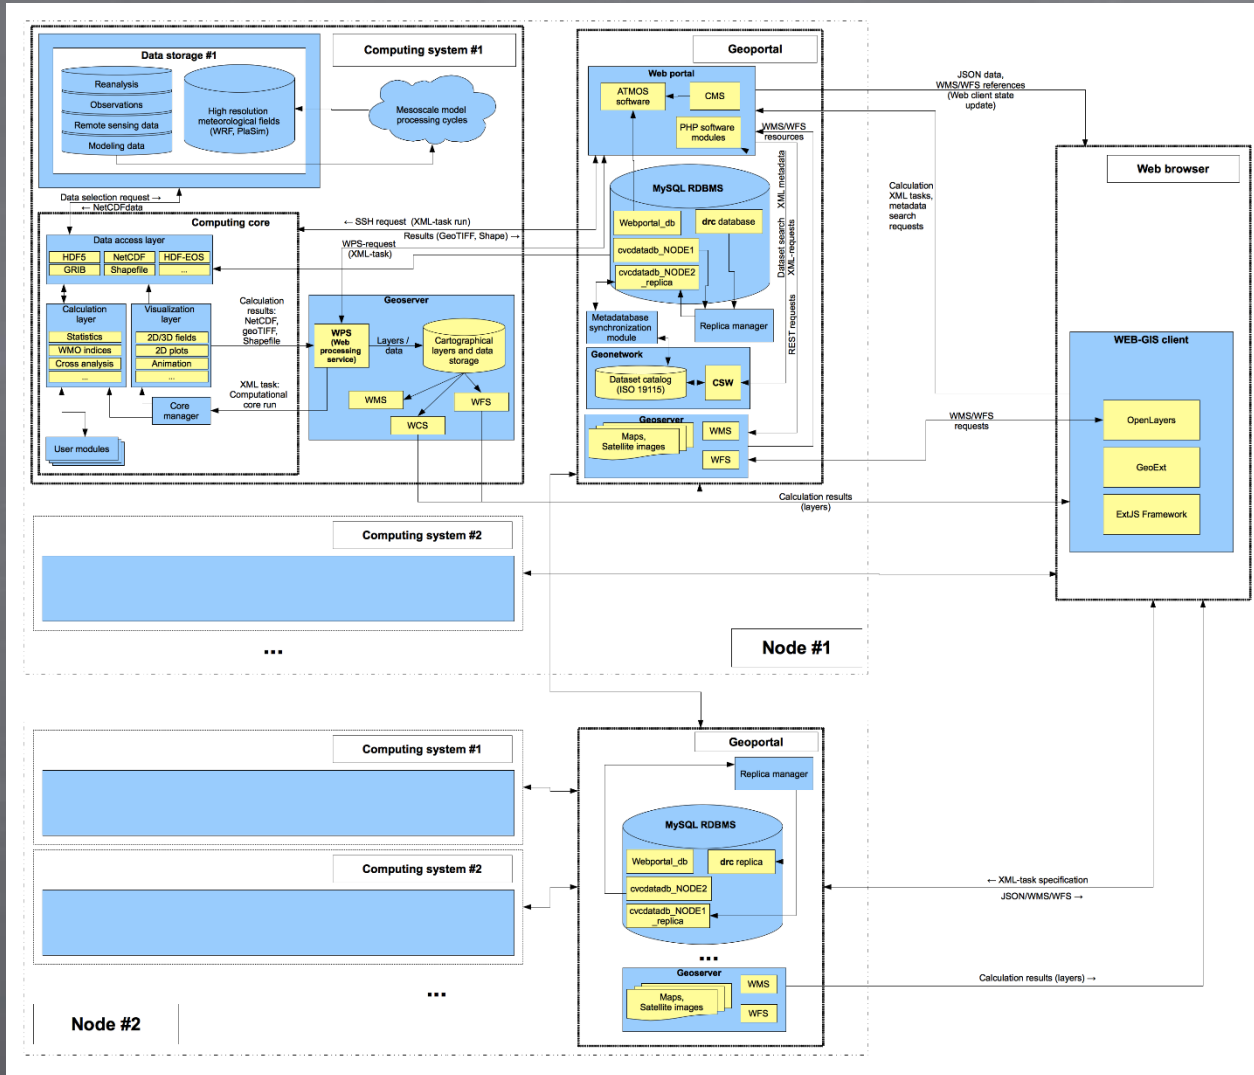 Computing system #1
Data storage #1
Reanalysis
Observations
Remote sensing data
Modeling data
High resolution
meteorological fields
(WRF, PlaSim)
Mesoscale model
processing cycles
Data selection request →
← NetCDFdata
Computing core
Data access layer
HDF5
NetCDF
HDF-EOS
GRIB
Shapefile
...
Calculation
layer
Statistics
WMO indices
Cross analysis
...
Visualization
layer
2D/3D fields
2D plots
Animation
...
Core
manager
User modules
← SSH request (XML-task run)
Results (GeoTIFF, Shape) →
WPS-request
(XML-task)
Calculation
results:
NetCDF,
geoTIFF,
Shapefile
XML task:
Computational
core run
Geoserver
WPS
(Web
processing
service)
Layers /
data
Cartographical
layers and data
storage
WMS
WFS
WCS
Geoportal
Web portal
ATMOS
software
CMS
PHP software
modules
WMS/WFS
resources
MySQL RDBMS
Webportal_db
drc database
cvcdatadb_NODE1
cvcdatadb_NODE2
_replica
Metadatabase
synchronization
module
Replica manager
Dataset search XML metadata
XML-requests
REST requests
Geonetwork
Dataset catalog
(ISO 19115)
CSW
Geoserver
Maps,
Satellite images
WMS
WFS
JSON data,
WMS/WFS references
(Web client state
update)
Calculation
XML tasks,
metadata
search
requests
WMS/WFS
requests
Calculation results
(layers)
Web browser
WEB-GIS client
OpenLayers
GeoExt
ExtJS Framework
Computing system #2
...
Node #1
Computing system #1
Computing system #2
...
Node #2
Geoportal
Replica manager
MySQL RDBMS
Webportal_db
drc replica
cvcdatadb_NODE2
cvcdatadb_NODE1
_replica
...
Geoserver
Maps,
Satellite images
WMS
WFS
← XML-task specification
JSON/WMS/WFS →
Calculation results (layers) →